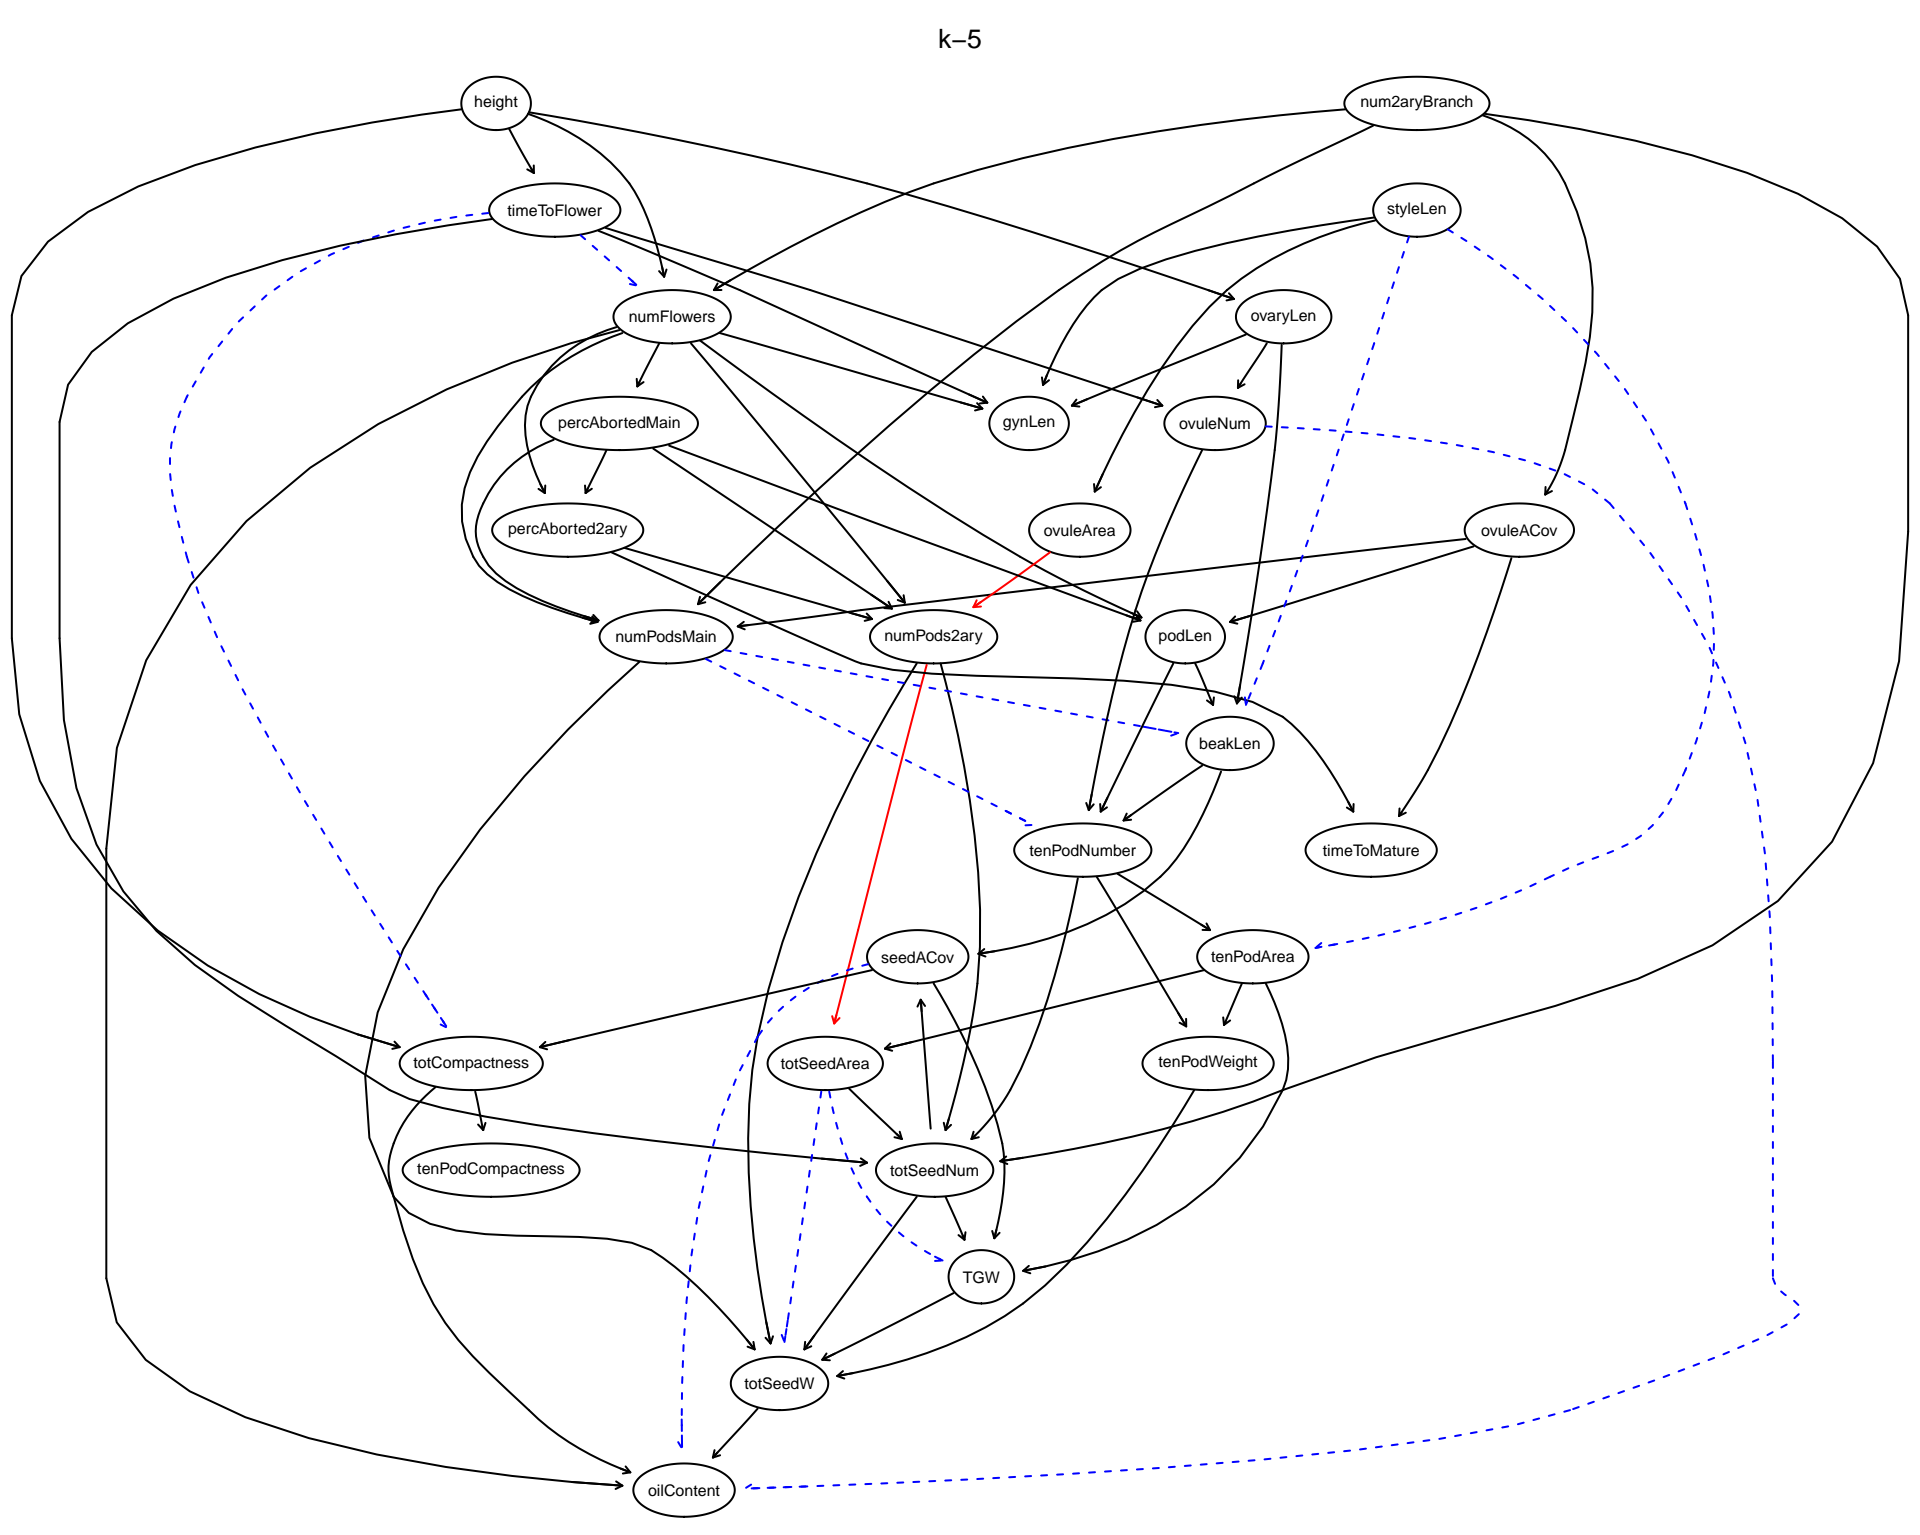 k−5
height
num2aryBranch
timeToFlower
styleLen
numFlowers
ovaryLen
percAbortedMain
gynLen
ovuleNum
percAborted2ary
ovuleArea
ovuleACov
numPodsMain
numPods2ary
podLen
beakLen
tenPodNumber
timeToMature
seedACov
tenPodArea
totCompactness
totSeedArea
tenPodWeight
tenPodCompactness
totSeedNum
TGW
totSeedW
oilContent